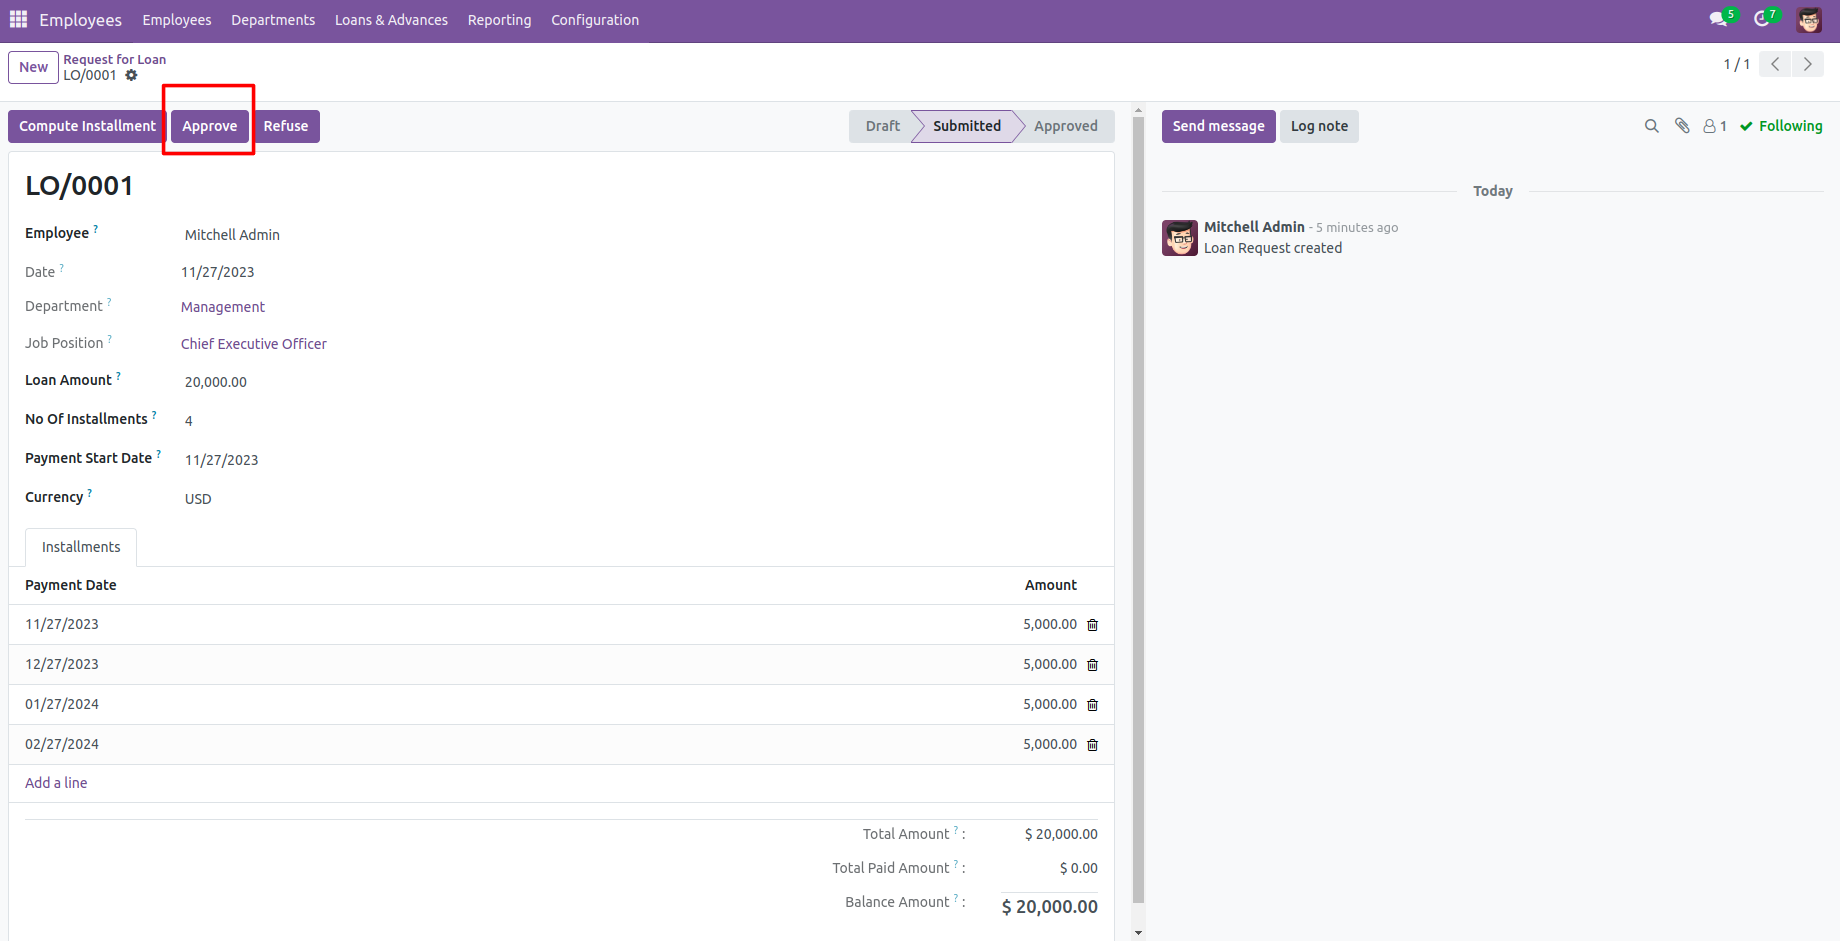 Employees Employees Departments Loans & Advances Reporting Configuration 5 7
New Request for Loan
LO/0001
1 / 1
Compute Installment Approve Refuse Draft Submitted Approved
Send message Log note 1 Following
LO/0001
Employee ? Mitchell Admin
Date ? 11/27/2023
Department ? Management
Job Position ? Chief Executive Officer
Loan Amount ? 20,000.00
No Of Installments ? 4
Payment Start Date ? 11/27/2023
Currency ? USD
Installments
Payment Date Amount
11/27/2023 5,000.00
12/27/2023 5,000.00
01/27/2024 5,000.00
02/27/2024 5,000.00
Add a line
Total Amount ? : $ 20,000.00
Total Paid Amount ? : $ 0.00
Balance Amount ? : $ 20,000.00
Today
Mitchell Admin - 5 minutes ago
Loan Request created